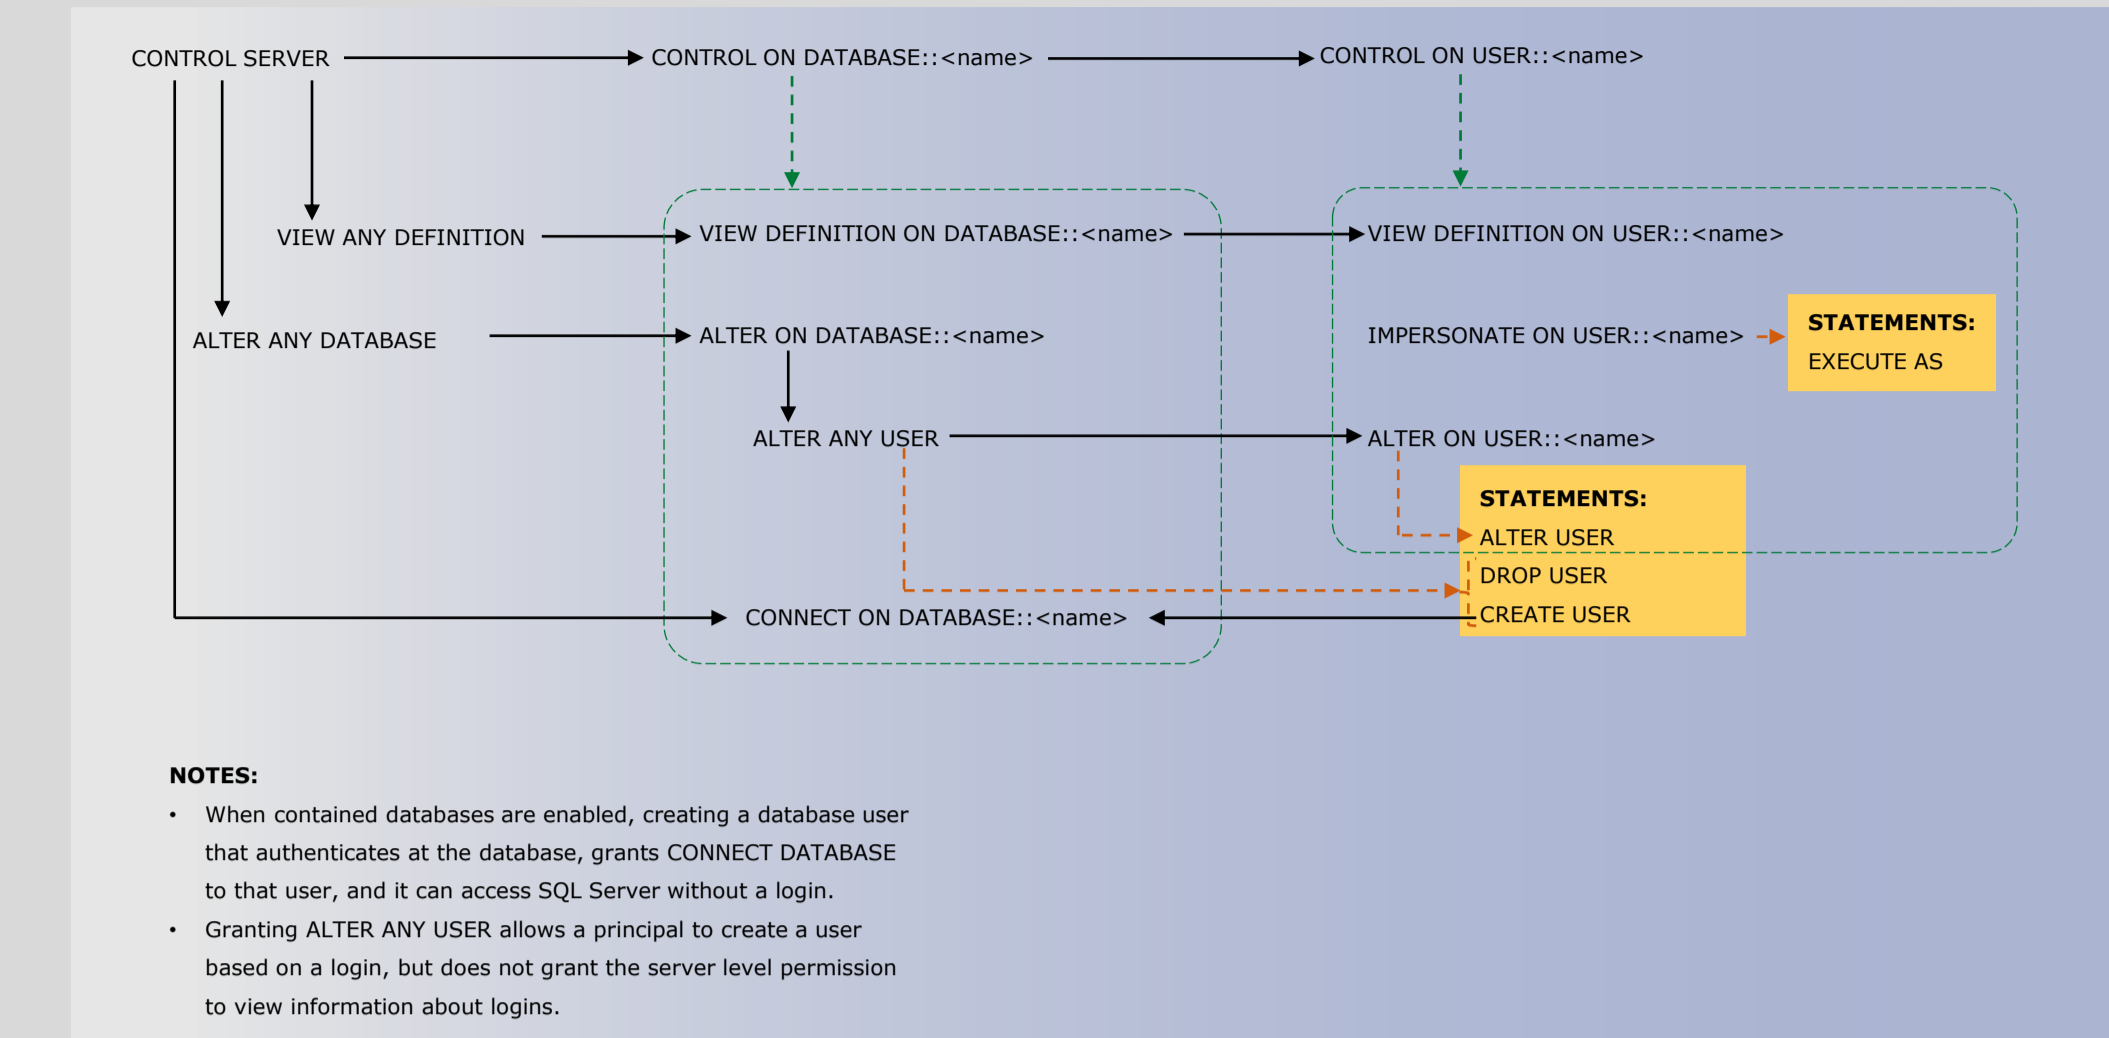 CONTROL SERVER
CONTROL ON DATABASE::<name>
CONTROL ON USER::<name>
VIEW ANY DEFINITION
VIEW DEFINITION ON DATABASE::<name>
VIEW DEFINITION ON USER::<name>
ALTER ANY DATABASE
ALTER ON DATABASE::<name>
IMPERSONATE ON USER::<name>
STATEMENTS:
EXECUTE AS
ALTER ANY USER
ALTER ON USER::<name>
STATEMENTS:
ALTER USER
DROP USER
CREATE USER
CONNECT ON DATABASE::<name>
NOTES:
• When contained databases are enabled, creating a database user
that authenticates at the database, grants CONNECT DATABASE
to that user, and it can access SQL Server without a login.
• Granting ALTER ANY USER allows a principal to create a user
based on a login, but does not grant the server level permission
to view information about logins.